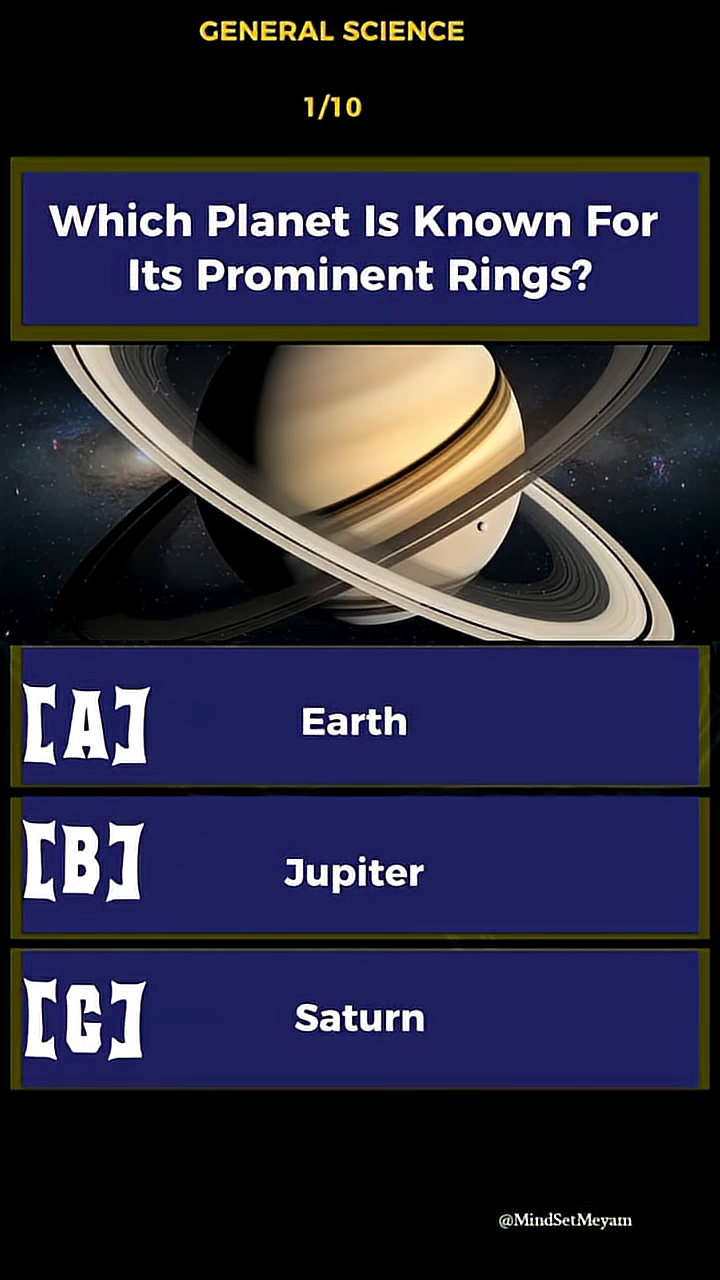 GENERAL SCIENCE
1/10
Which Planet Is Known For
Its Prominent Rings?
[A] Earth
[B] Jupiter
[C] Saturn
@MindSetMeyam